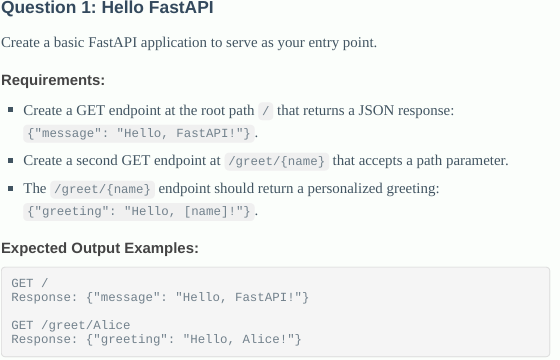 Question 1: Hello FastAPI
Create a basic FastAPI application to serve as your entry point.
Requirements:
Create a GET endpoint at the root path / that returns a JSON response:
{"message": "Hello, FastAPI!"}.
Create a second GET endpoint at /greet/{name} that accepts a path parameter.
The /greet/{name} endpoint should return a personalized greeting:
{"greeting": "Hello, [name]!"}.
Expected Output Examples:
GET /
Response: {"message": "Hello, FastAPI!"}
GET /greet/Alice
Response: {"greeting": "Hello, Alice!"}